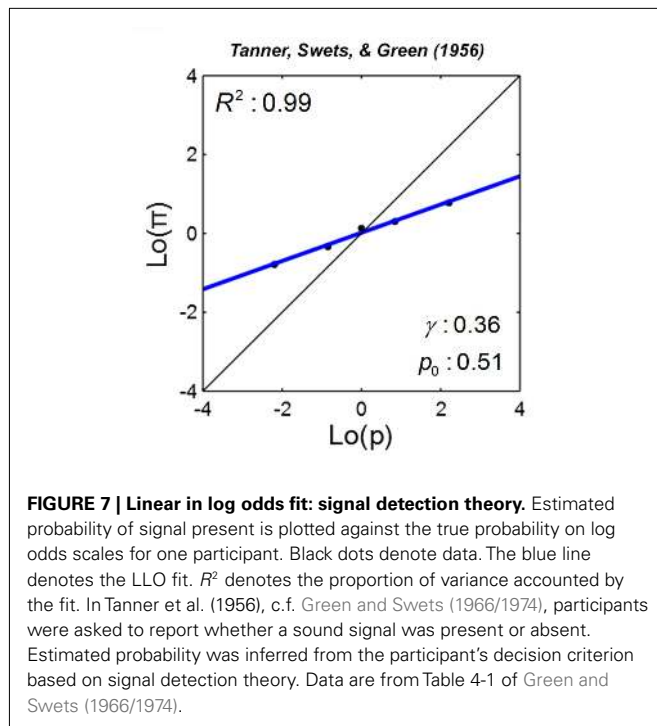 Tanner, Swets, & Green (1956)
4
R² : 0.99
2
0
Lo(π)
-2
γ : 0.36
p₀ : 0.51
-4
-4 -2 0 2 4
Lo(p)
FIGURE 7 | Linear in log odds fit: signal detection theory. Estimated
probability of signal present is plotted against the true probability on log
odds scales for one participant. Black dots denote data. The blue line
denotes the LLO fit. R² denotes the proportion of variance accounted by
the fit. In Tanner et al. (1956), c.f. Green and Swets (1966/1974), participants
were asked to report whether a sound signal was present or absent.
Estimated probability was inferred from the participant's decision criterion
based on signal detection theory. Data are from Table 4-1 of Green and
Swets (1966/1974).